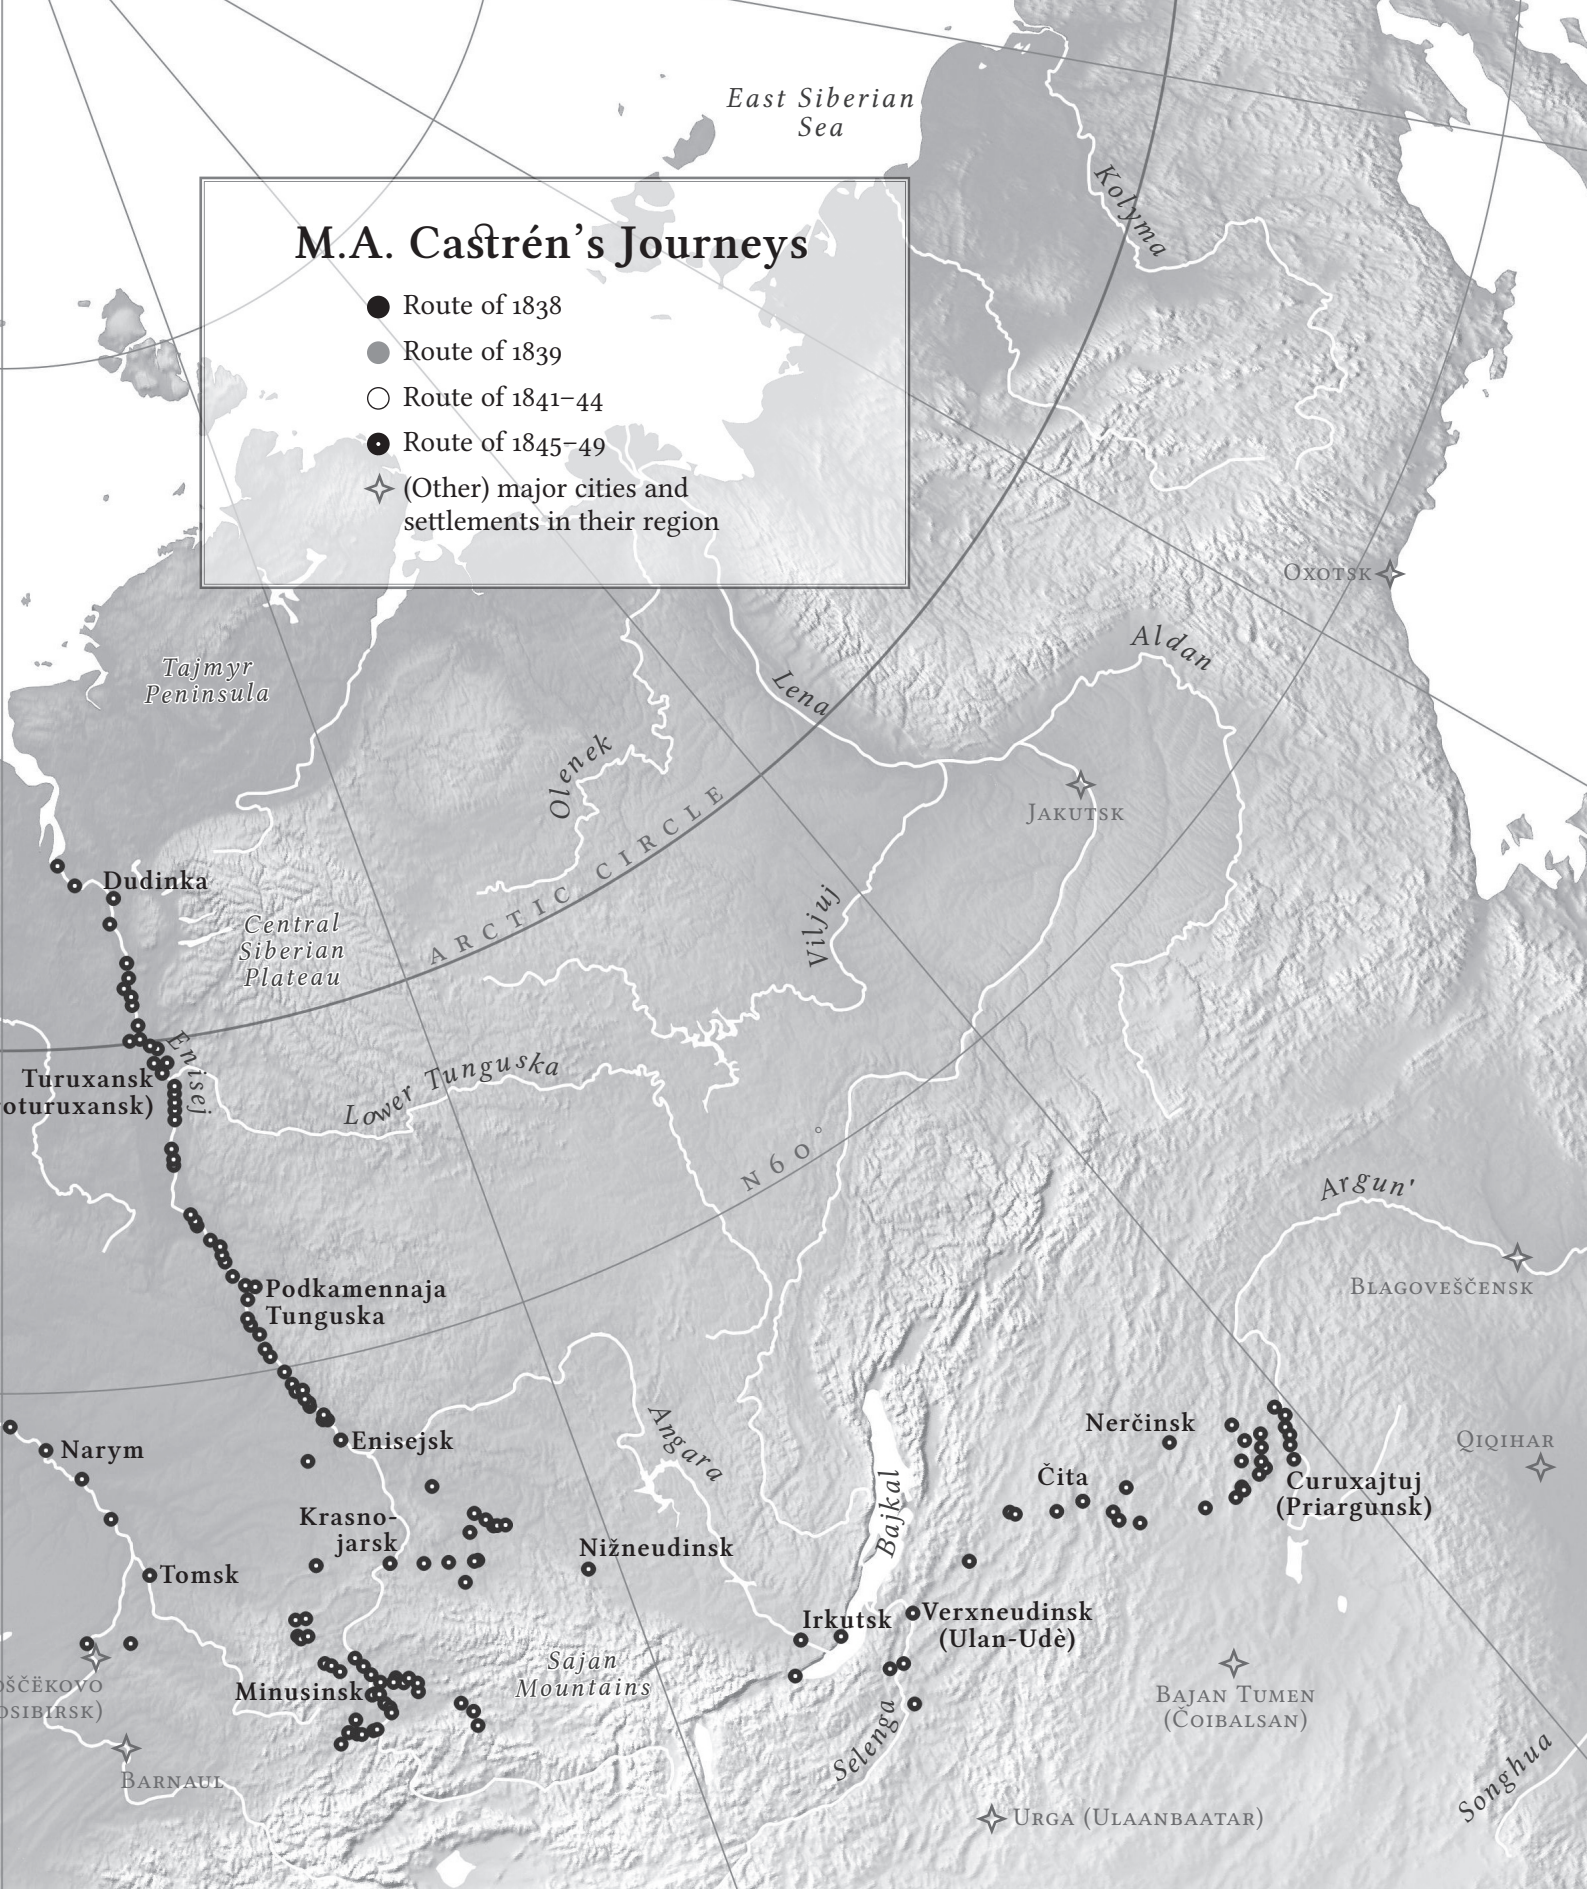 East Siberian
Sea
Kolyma
M.A. Castrén's Journeys
Route of 1838
Route of 1839
Route of 1841–44
Route of 1845–49
(Other) major cities and
settlements in their region
Oxotsk
Aldan
Tajmyr
Peninsula
Lena
Olenek
Jakutsk
ARCTIC CIRCLE
Dudinka
Central
Siberian
Plateau
Viljuj
Enisej
Lower Tunguska
Turuxansk
oturuxansk)
N60°
Argun'
Blagoveščensk
Podkamennaja
Tunguska
Narym
Enisejsk
Angara
Nerčinsk
Qiqihar
Čita
Curuxajtuj
(Priargunsk)
Krasno-
jarsk
Bajkal
Nižneudinsk
Tomsk
Irkutsk
Verxneudinsk
(Ulan-Udè)
Sajan
Mountains
oščëkovo
osibirsk)
Minusinsk
Bajan Tumen
(Čoibalsan)
Selenga
Barnaul
Songhua
Urga (Ulaanbaatar)